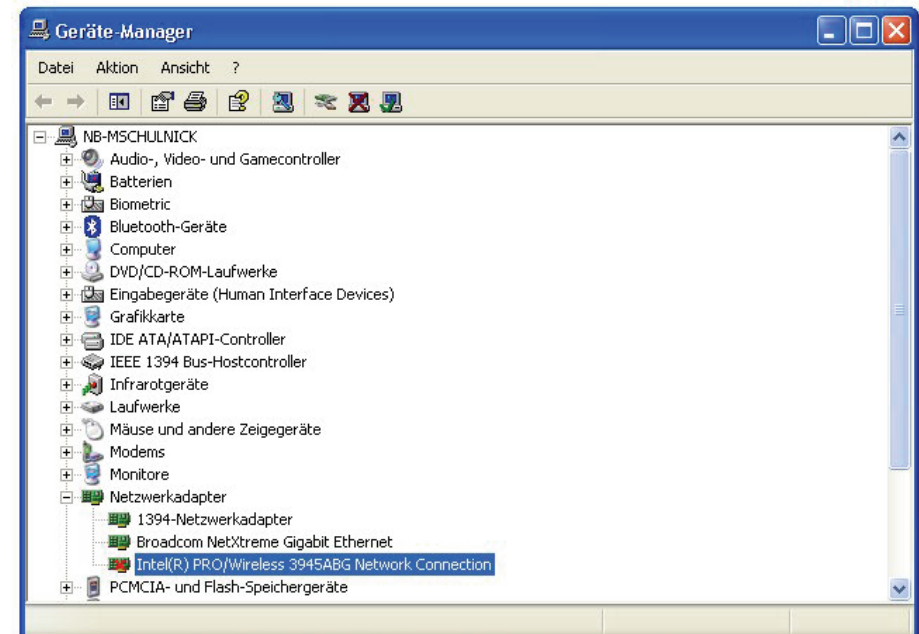 Geräte-Manager
Datei Aktion Ansicht ?
NB-MSCHULNICK
Audio-, Video- und Gamecontroller
Batterien
Biometric
Bluetooth-Geräte
Computer
DVD/CD-ROM-Laufwerke
Eingabegeräte (Human Interface Devices)
Grafikkarte
IDE ATA/ATAPI-Controller
IEEE 1394 Bus-Hostcontroller
Infrarotgeräte
Laufwerke
Mäuse und andere Zeigegeräte
Modems
Monitore
Netzwerkadapter
1394-Netzwerkadapter
Broadcom NetXtreme Gigabit Ethernet
Intel(R) PRO/Wireless 3945ABG Network Connection
PCMCIA- und Flash-Speichergeräte